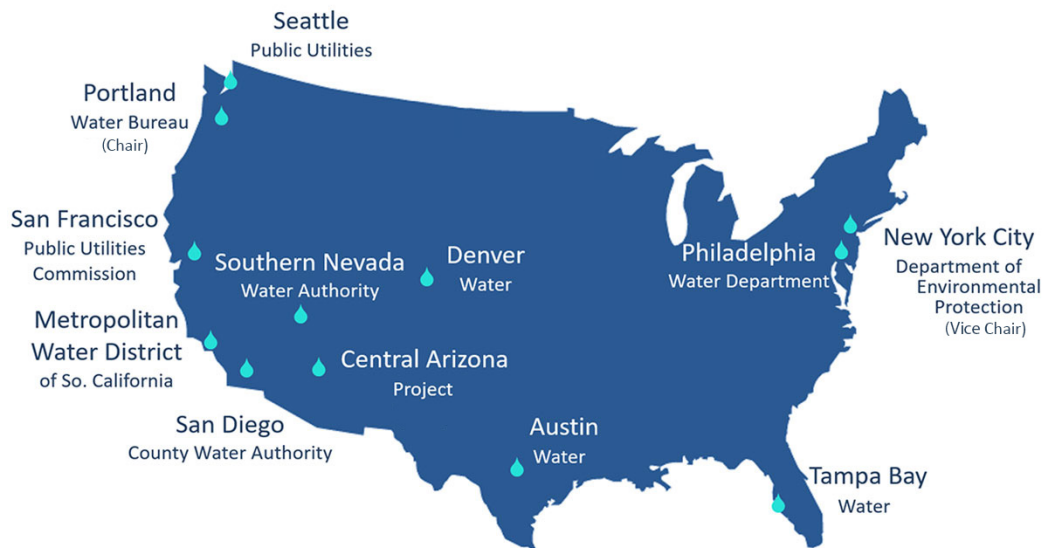 Seattle
Public Utilities
Portland
Water Bureau
(Chair)
San Francisco
Public Utilities
Commission
Southern Nevada
Water Authority
Denver
Water
Philadelphia
Water Department
New York City
Department of
Environmental
Protection
(Vice Chair)
Metropolitan
Water District
of So. California
Central Arizona
Project
San Diego
County Water Authority
Austin
Water
Tampa Bay
Water